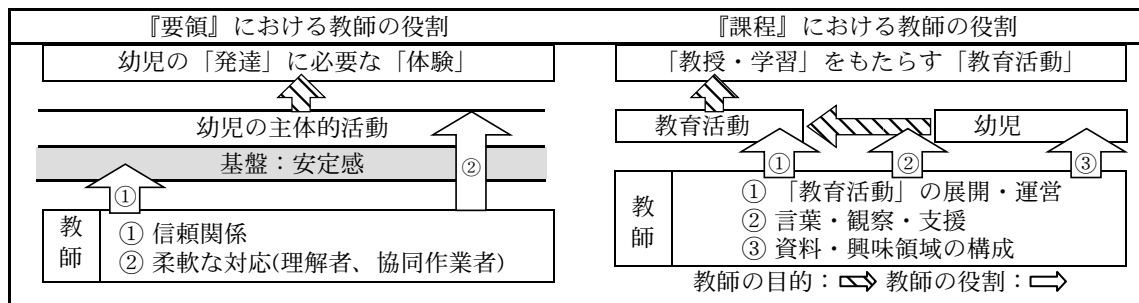 『要領』における教師の役割
幼児の「発達」に必要な「体験」
幼児の主体的活動
基盤:安定感
①
②
教師
① 信頼関係
② 柔軟な対応(理解者、協同作業者)
『課程』における教師の役割
「教授・学習」をもたらす「教育活動」
教育活動
幼児
①
②
③
教師
① 「教育活動」の展開・運営
② 言葉・観察・支援
③ 資料・興味領域の構成
教師の目的: 教師の役割: